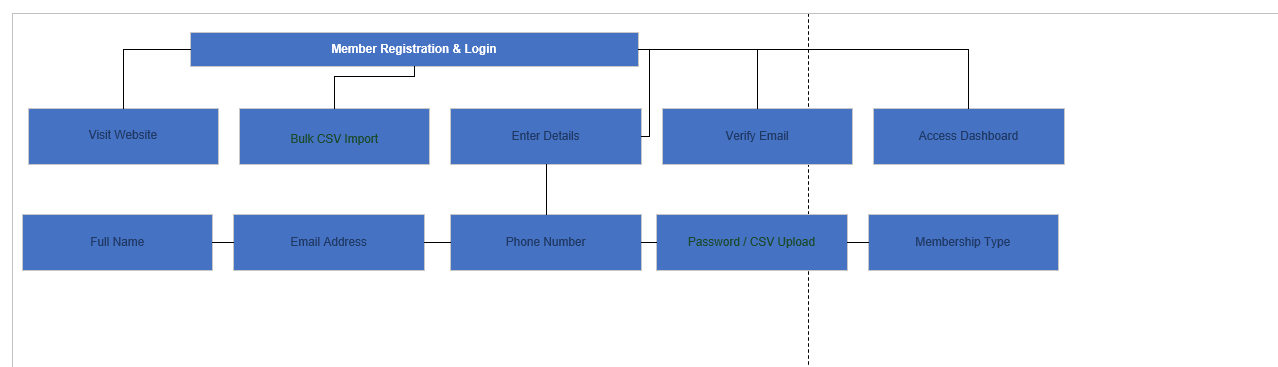 Member Registration & Login
Visit Website
Bulk CSV Import
Enter Details
Verify Email
Access Dashboard
Full Name
Email Address
Phone Number
Password / CSV Upload
Membership Type